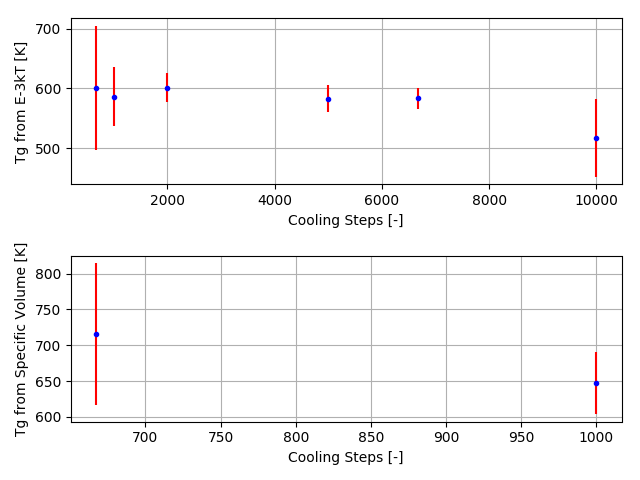 700
600
500
Tg from E-3kT [K]
2000 4000 6000 8000 10000
Cooling Steps [-]
800
750
700
650
600
Tg from Specific Volume [K]
700 750 800 850 900 950 1000
Cooling Steps [-]